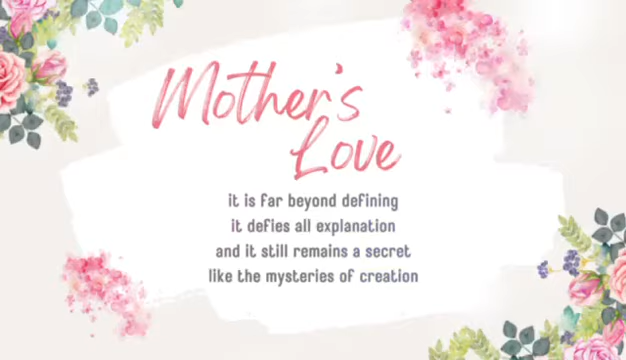 Mother's
Love
it is far beyond defining
it defies all explanation
and it still remains a secret
like the mysteries of creation